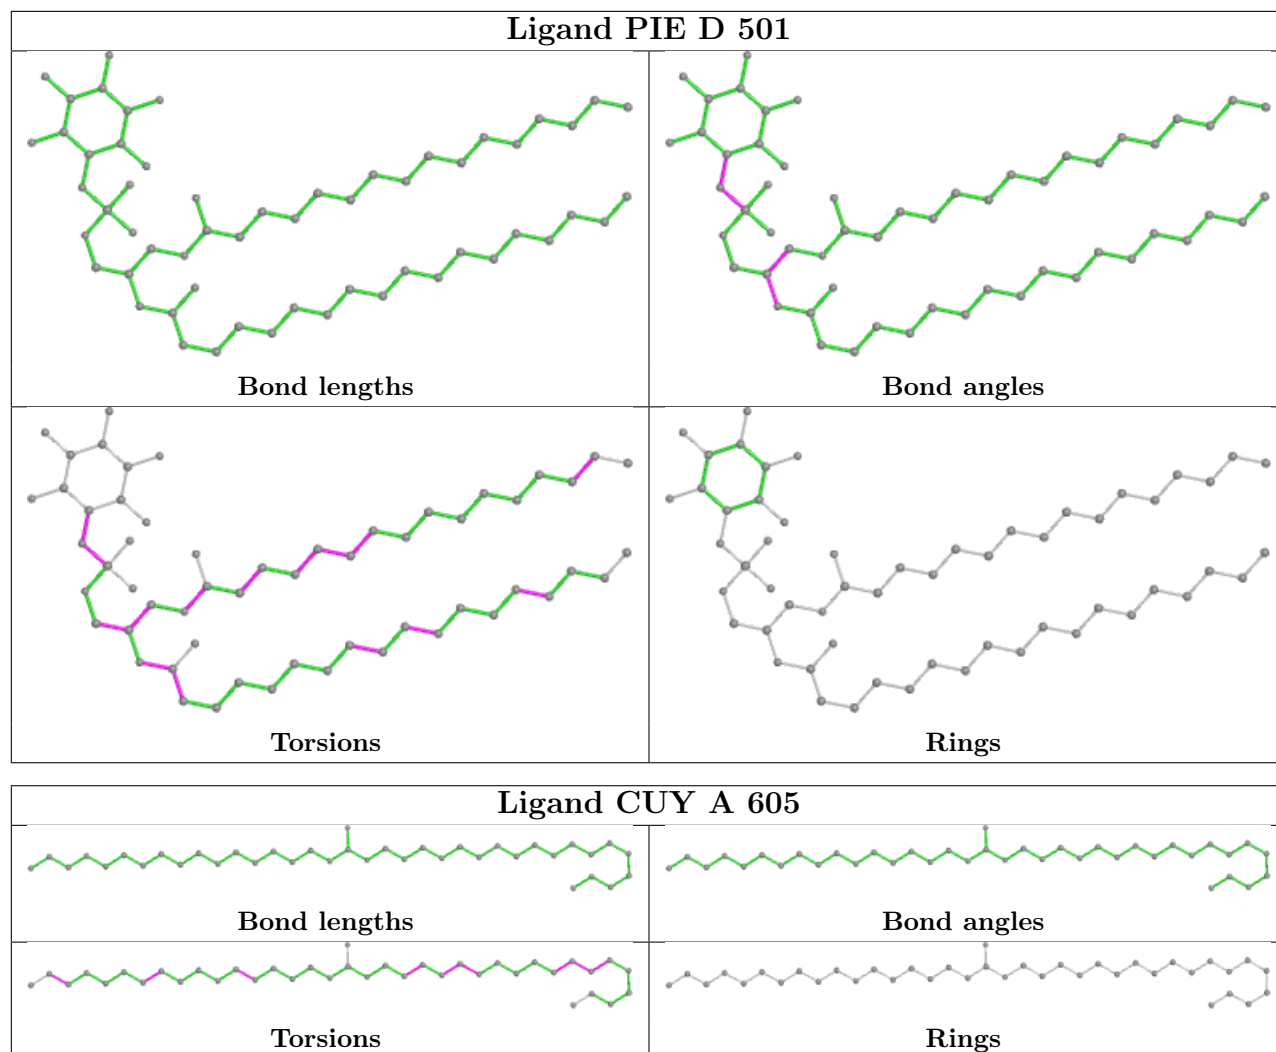 Ligand PIE D 501
Bond lengths
Bond angles
Torsions
Rings
Ligand CUY A 605
Bond lengths
Bond angles
Torsions
Rings